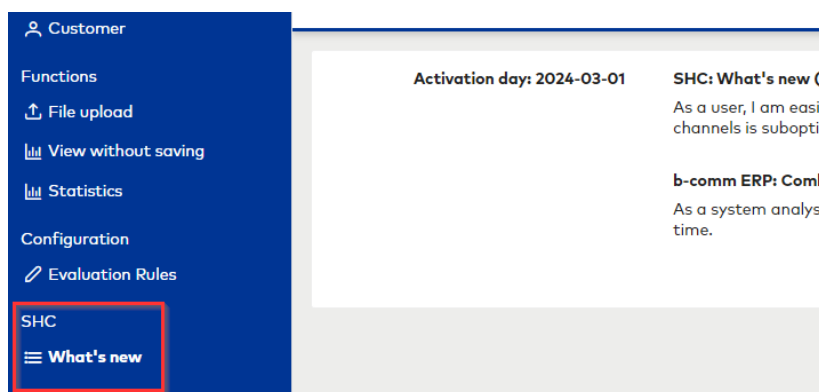 Customer
Functions
File upload
View without saving
Statistics
Configuration
Evaluation Rules
SHC
What's new
Activation day: 2024-03-01
SHC: What's new (
As a user, I am easi
channels is subopti
b-comm ERP: Com
As a system analys
time.